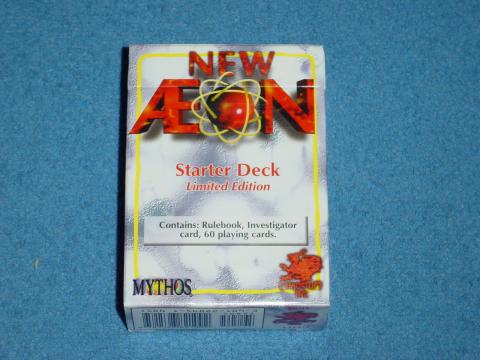 NEW
ÆON
Starter Deck
Limited Edition
Contains: Rulebook, Investigator
card, 60 playing cards.
MYTHOS